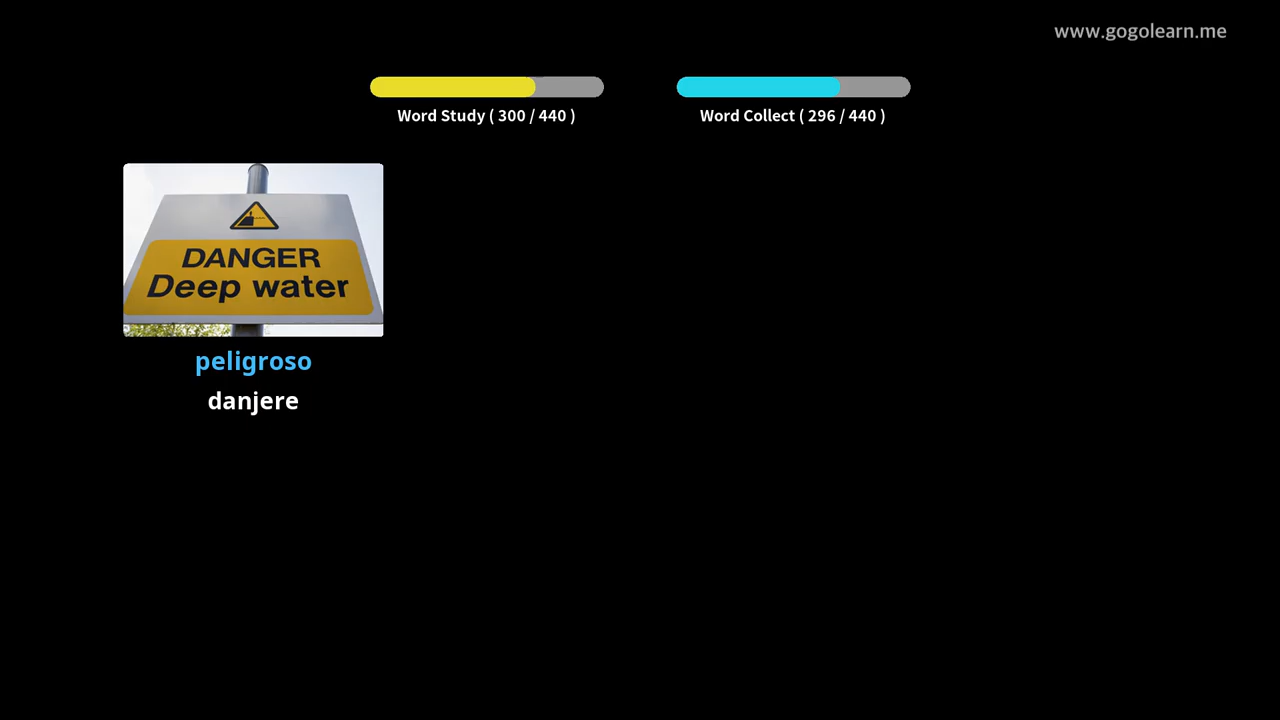 www.gogolearn.me
Word Study ( 300 / 440 )
Word Collect ( 296 / 440 )
DANGER
Deep water
peligroso
danjere